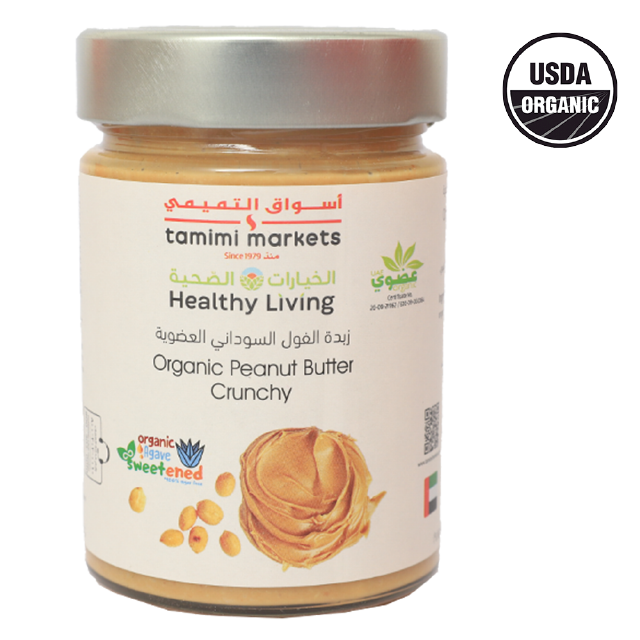 USDA
ORGANIC
أسواق التميمي
tamimi markets
Since 1979 منذ
الخيارات الصحية
Healthy Living
عضوي
organic
زبدة الفول السوداني العضوية
Organic Peanut Butter
Crunchy
organic
agave
sweetened